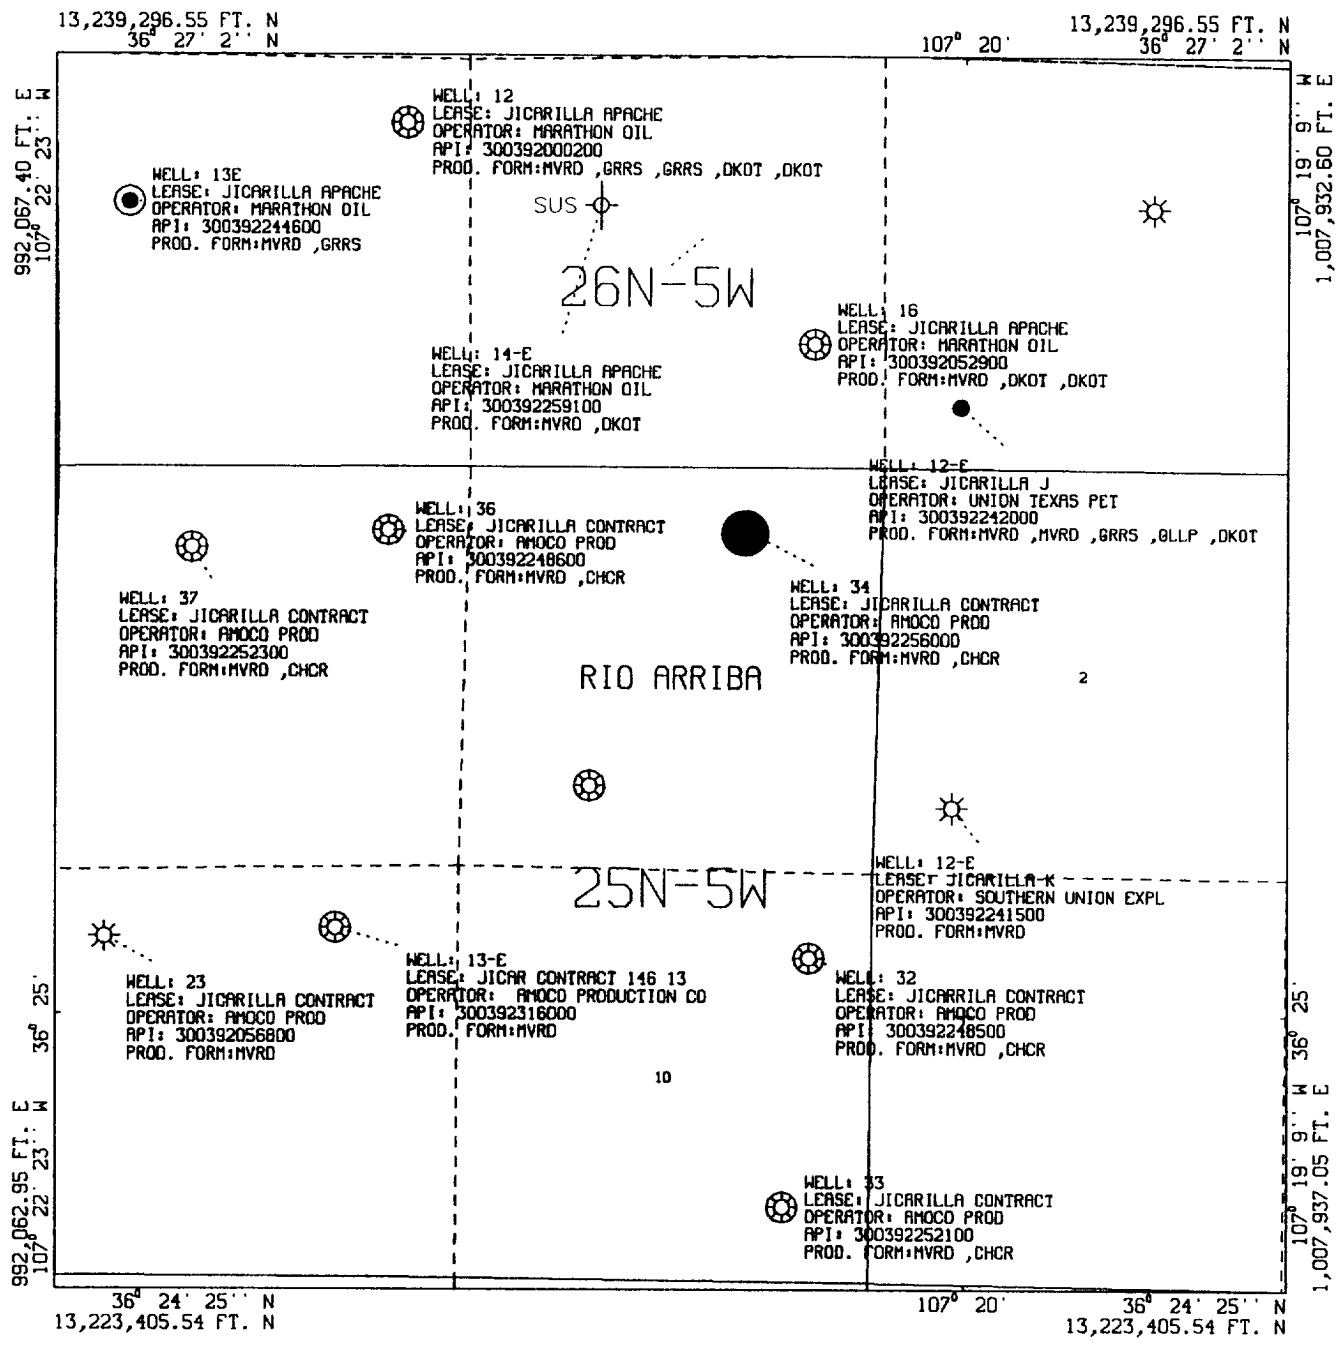 13,239,296.55 FT. N
36° 27' 2'' N
13,239,296.55 FT. N
107° 20'
36° 27' 2'' N
992,067.40 FT. E
107° 22' 23'' W
107° 19' 9'' W
1,007,932.60 FT. E
WELL: 12
LEASE: JICARILLA APACHE
OPERATOR: MARATHON OIL
API: 300392000200
PROD. FORM:MVRD ,GRRS ,GRRS ,DKOT ,DKOT
WELL: 13E
LEASE: JICARILLA APACHE
OPERATOR: MARATHON OIL
API: 300392244600
PROD. FORM:MVRD ,GRRS
SUS
26N-5W
WELL: 16
LEASE: JICARILLA APACHE
OPERATOR: MARATHON OIL
API: 300392052900
PROD. FORM:MVRD ,DKOT ,DKOT
WELL: 14-E
LEASE: JICARILLA APACHE
OPERATOR: MARATHON OIL
API: 300392259100
PROD. FORM:MVRD ,DKOT
WELL: 12-E
LEASE: JICARILLA J
OPERATOR: UNION TEXAS PET
API: 300392242000
PROD. FORM:MVRD ,MVRD ,GRRS ,GLLP ,DKOT
WELL: 36
LEASE: JICARILLA CONTRACT
OPERATOR: AMOCO PROD
API: 300392248600
PROD. FORM:MVRD ,CHCR
WELL: 37
LEASE: JICARILLA CONTRACT
OPERATOR: AMOCO PROD
API: 300392252300
PROD. FORM:MVRD ,CHCR
WELL: 34
LEASE: JICARILLA CONTRACT
OPERATOR: AMOCO PROD
API: 300392256000
PROD. FORM:MVRD ,CHCR
RIO ARRIBA
2
25N-5W
WELL: 12-E
LEASE: JICARILLA K
OPERATOR: SOUTHERN UNION EXPL
API: 300392241500
PROD. FORM:MVRD
WELL: 13-E
LEASE: JICAR CONTRACT 146 13
OPERATOR: AMOCO PRODUCTION CO
API: 300392316000
PROD. FORM:MVRD
WELL: 23
LEASE: JICARRILLA CONTRACT
OPERATOR: AMOCO PROD
API: 300392056800
PROD. FORM:MVRD
WELL: 32
LEASE: JICARRILA CONTRACT
OPERATOR: AMOCO PROD
API: 300392248500
PROD. FORM:MVRD ,CHCR
36° 25'
36° 25'
10
WELL: 33
LEASE: JICARILLA CONTRACT
OPERATOR: AMOCO PROD
API: 300392252100
PROD. FORM:MVRD ,CHCR
992,062.95 FT. E
107° 22' 23'' W
107° 19' 9'' W
1,007,937.05 FT. E
36° 24' 25'' N
13,223,405.54 FT. N
107° 20'
36° 24' 25'' N
13,223,405.54 FT. N